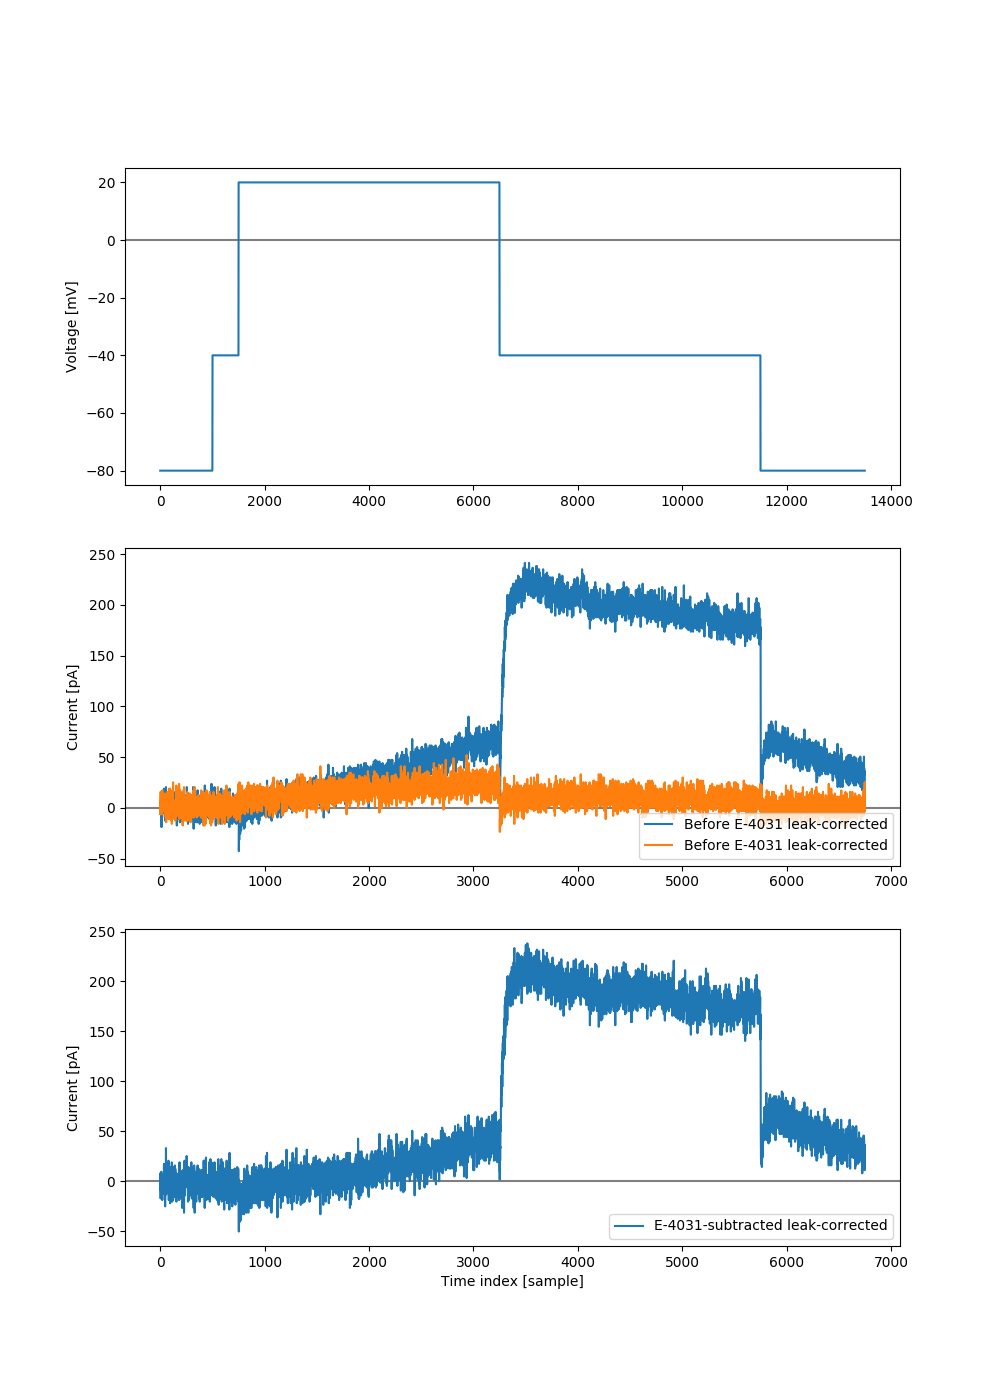 Voltage [mV]
20
0
−20
−40
−60
−80
0 2000 4000 6000 8000 10000 12000 14000
Current [pA]
250
200
150
100
50
0
−50
Before E-4031 leak-corrected
Before E-4031 leak-corrected
0 1000 2000 3000 4000 5000 6000 7000
Current [pA]
250
200
150
100
50
0
−50
E-4031-subtracted leak-corrected
0 1000 2000 3000 4000 5000 6000 7000
Time index [sample]